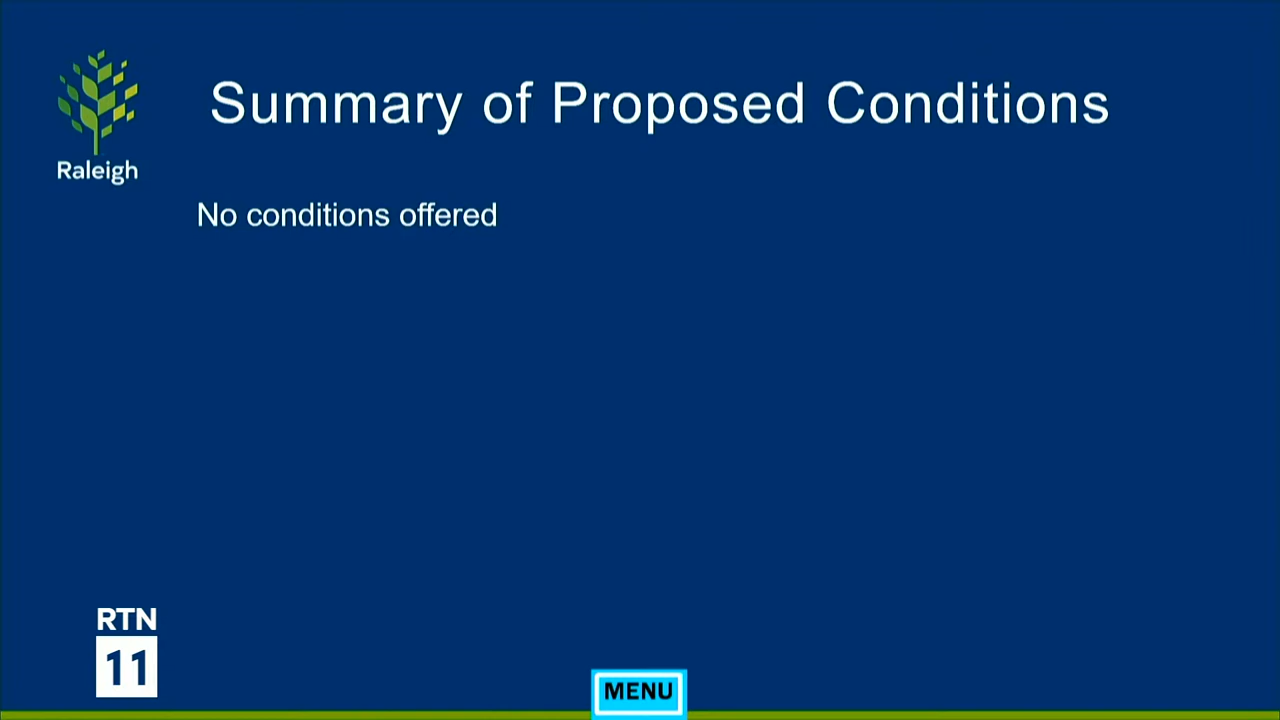 Summary of Proposed Conditions
Raleigh
No conditions offered
RTN
11
MENU